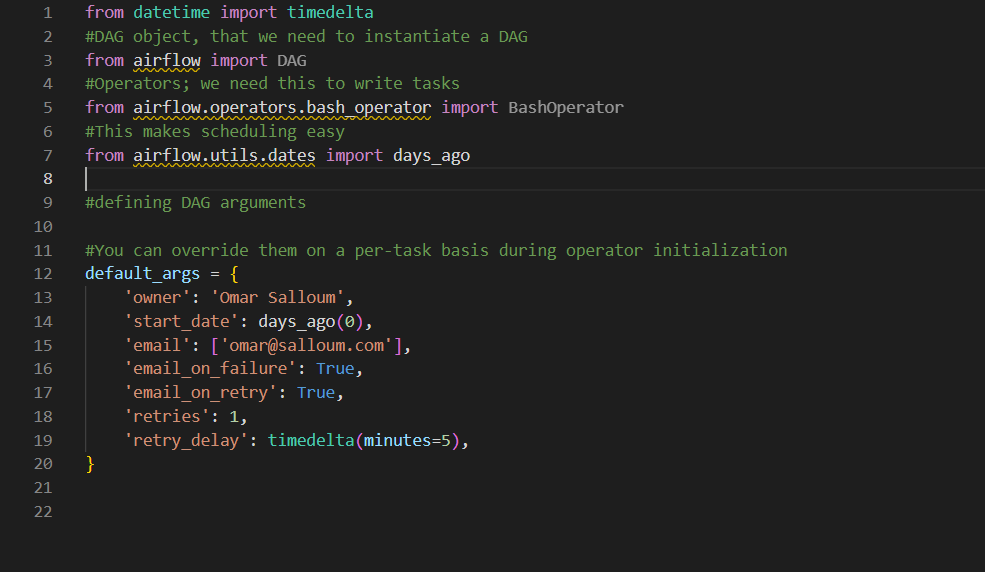 1 from datetime import timedelta
2 #DAG object, that we need to instantiate a DAG
3 from airflow import DAG
4 #Operators; we need this to write tasks
5 from airflow.operators.bash_operator import BashOperator
6 #This makes scheduling easy
7 from airflow.utils.dates import days_ago
8
9 #defining DAG arguments
10
11 #You can override them on a per-task basis during operator initialization
12 default_args = {
13     'owner': 'Omar Salloum',
14     'start_date': days_ago(0),
15     'email': ['omar@salloum.com'],
16     'email_on_failure': True,
17     'email_on_retry': True,
18     'retries': 1,
19     'retry_delay': timedelta(minutes=5),
20 }
21
22